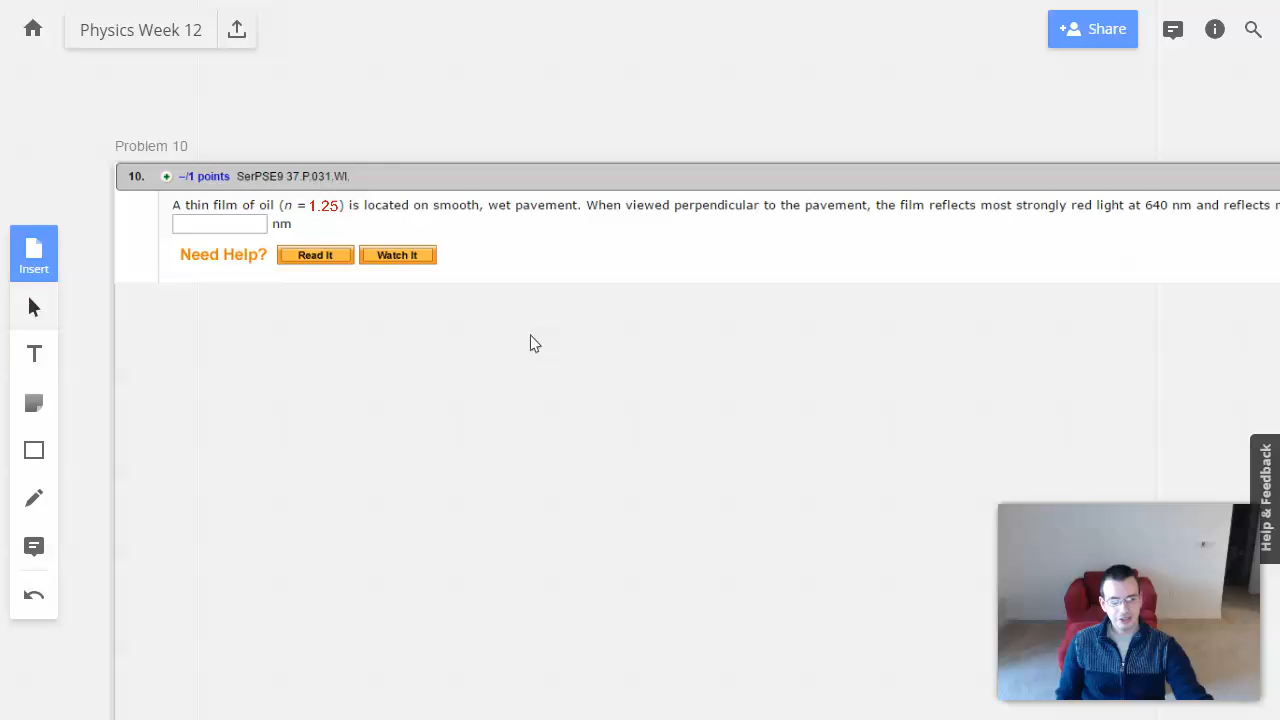 Physics Week 12
Share
Problem 10
10. –/1 points SerPSE9 37.P.031.WI.
A thin film of oil (n = 1.25) is located on smooth, wet pavement. When viewed perpendicular to the pavement, the film reflects most strongly red light at 640 nm and reflects
nm
Need Help? Read It Watch It
Insert
T
Help & Feedback